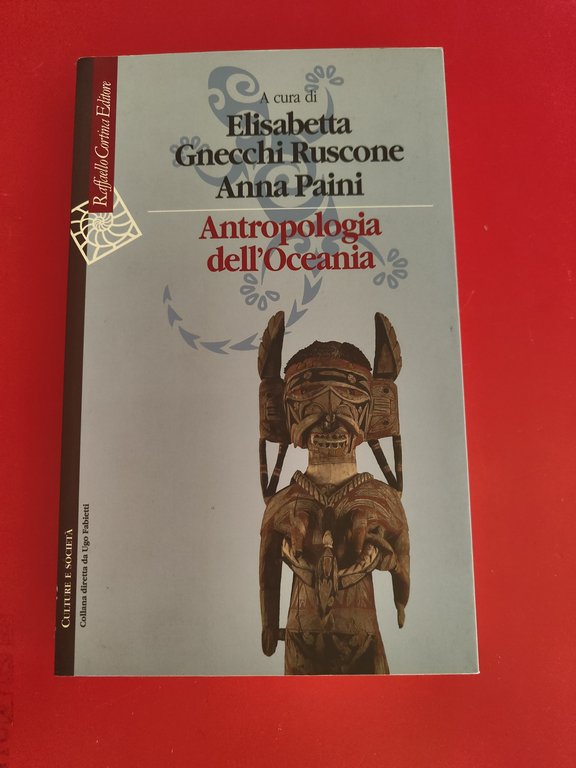 A cura di
Elisabetta
Gnecchi Ruscone
Anna Paini
Antropologia
dell'Oceania
Raffaello Cortina Editore
CULTURE E SOCIETÀ
Collana diretta da Ugo Fabietti